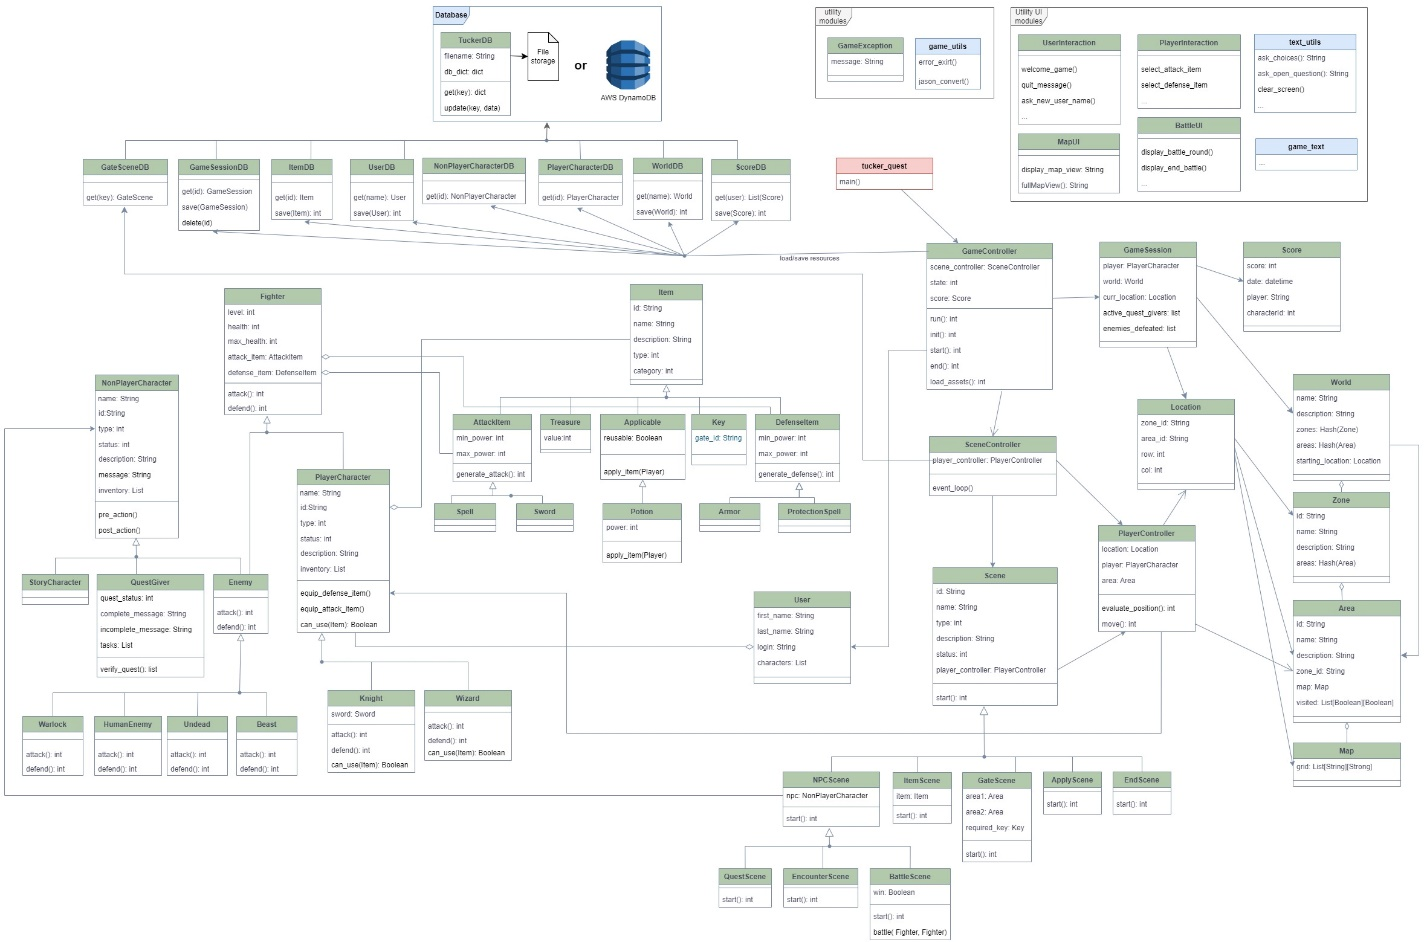 Database
TuckerDB
filename: String
db_dict: dict
get(key): dict
update(key, data)
File
storage
or
AWS DynamoDB
utility
modules
GameException
message: String
game_utils
error_exirt()
jason_convert()
Utility UI
modules
UserInteraction
welcome_game()
quit_message()
ask_new_user_name()
...
PlayerInteraction
select_attack_item
select_defense_item
...
text_utils
ask_choices(): String
ask_open_question(): String
clear_screen()
...
MapUI
display_map_view: String
fullMapView(): String
BattleUI
display_battle_round()
display_end_battle()
...
game_text
...
GateSceneDB
get(key): GateScene
GameSessionDB
get(id): GameSession
save(GameSession)
delete(id)
ItemDB
get(id): Item
save(Item): int
UserDB
get(name): User
save(User): int
NonPlayerCharacterDB
get(id): NonPlayerCharacter
PlayerCharacterDB
get(id): PlayerCharacter
WorldDB
get(name): World
save(World): int
ScoreDB
get(user): List(Score)
save(Score): int
tucker_quest
main()
load/save resources
GameController
scene_controller: SceneController
state: int
score: Score
run(): int
init(): int
start(): int
end(): int
load_assets(): int
GameSession
player: PlayerCharacter
world: World
curr_location: Location
active_quest_givers: list
enemies_defeated: list
Score
score: int
date: datetime
player: String
characterId: int
Fighter
level: int
health: int
max_health: int
attack_item: AttackItem
defense_item: DefenseItem
attack(): int
defend(): int
Item
id: String
name: String
description: String
type: int
category: int
NonPlayerCharacter
name: String
id:String
type: int
status: int
description: String
message: String
inventory: List
pre_action()
post_action()
World
name: String
description: String
zones: Hash(Zone)
areas: Hash(Area)
starting_location: Location
Location
zone_id: String
area_id: String
row: int
col: int
AttackItem
min_power: int
max_power: int
generate_attack(): int
Treasure
value:int
Applicable
reusable: Boolean
apply_item(Player)
Key
gate_id: String
DefenseItem
min_power: int
max_power: int
generate_defense(): int
SceneController
player_controller: PlayerController
event_loop()
PlayerCharacter
name: String
id:String
type: int
status: int
description: String
inventory: List
equip_defense_item()
equip_attack_item()
can_use(Item): Boolean
Spell
Sword
Potion
power: int
apply_item(Player)
Armor
ProtectionSpell
Zone
id: String
name: String
description: String
areas: Hash(Area)
PlayerController
location: Location
player: PlayerCharacter
area: Area
evaluate_position(): int
move(): int
StoryCharacter
QuestGiver
quest_status: int
complete_message: String
incomplete_message: String
tasks: List
verify_quest(): list
Enemy
attack(): int
defend(): int
User
first_name: String
last_name: String
login: String
characters: List
Scene
id: String
name: String
type: int
description: String
status: int
player_controller: PlayerController
start(): int
Area
id: String
name: String
description: String
zone_id: String
map: Map
visited: List[Boolean][Boolean]
Knight
sword: Sword
attack(): int
defend(): int
can_use(Item): Boolean
Wizard
attack(): int
defend(): int
can_use(Item): Boolean
Warlock
attack(): int
defend(): int
HumanEnemy
attack(): int
defend(): int
Undead
attack(): int
defend(): int
Beast
attack(): int
defend(): int
Map
grid: List[String][Strong]
NPCScene
npc: NonPlayerCharacter
start(): int
ItemScene
item: Item
start(): int
GateScene
area1: Area
area2: Area
required_key: Key
start(): int
ApplyScene
start(): int
EndScene
start(): int
QuestScene
start(): int
EncounterScene
start(): int
BattleScene
win: Boolean
start(): int
battle( Fighter, Fighter)